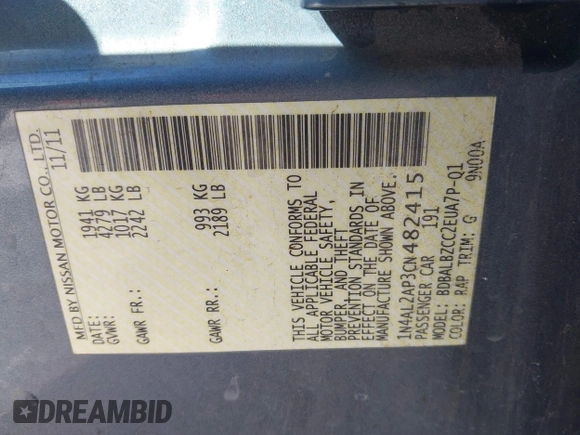 MFD BY NISSAN MOTOR CO., LTD.
DATE: 11/11
GVWR: 1941 KG
4279 LB
GAWR FR: 1017 KG
2242 LB
GAWR RR: 993 KG
2189 LB
THIS VEHICLE CONFORMS TO
ALL APPLICABLE FEDERAL
MOTOR VEHICLE SAFETY,
BUMPER, AND THEFT
PREVENTION STANDARDS IN
EFFECT ON THE DATE OF
MANUFACTURE SHOWN ABOVE.
1N4AL2AP3CN482415
PASSENGER CAR 191
MODEL: BDBALBZCC2EUA7P-Q1
COLOR: RAP TRIM: G 9N00A
DREAMBID